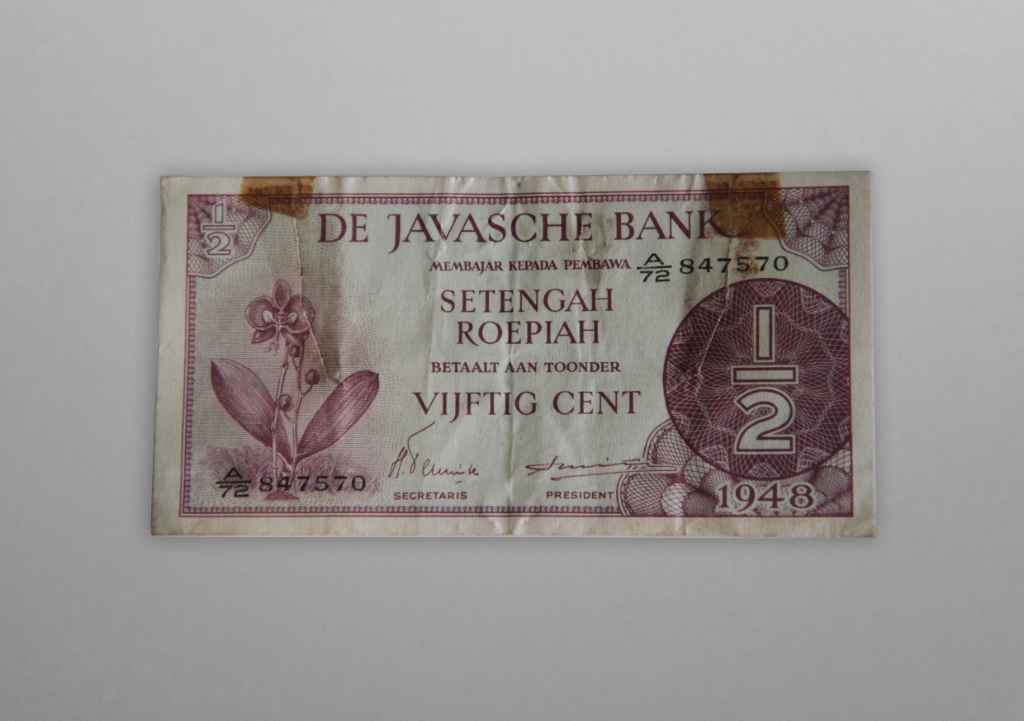 1/2
DE JAVASCHE BANK
MEMBAJAR KEPADA PEMBAWA
A/72 847570
SETENGAH
ROEPIAH
BETAALT AAN TOONDER
VIJFTIG CENT
1/2
A/72 847570
SECRETARIS
PRESIDENT
1948